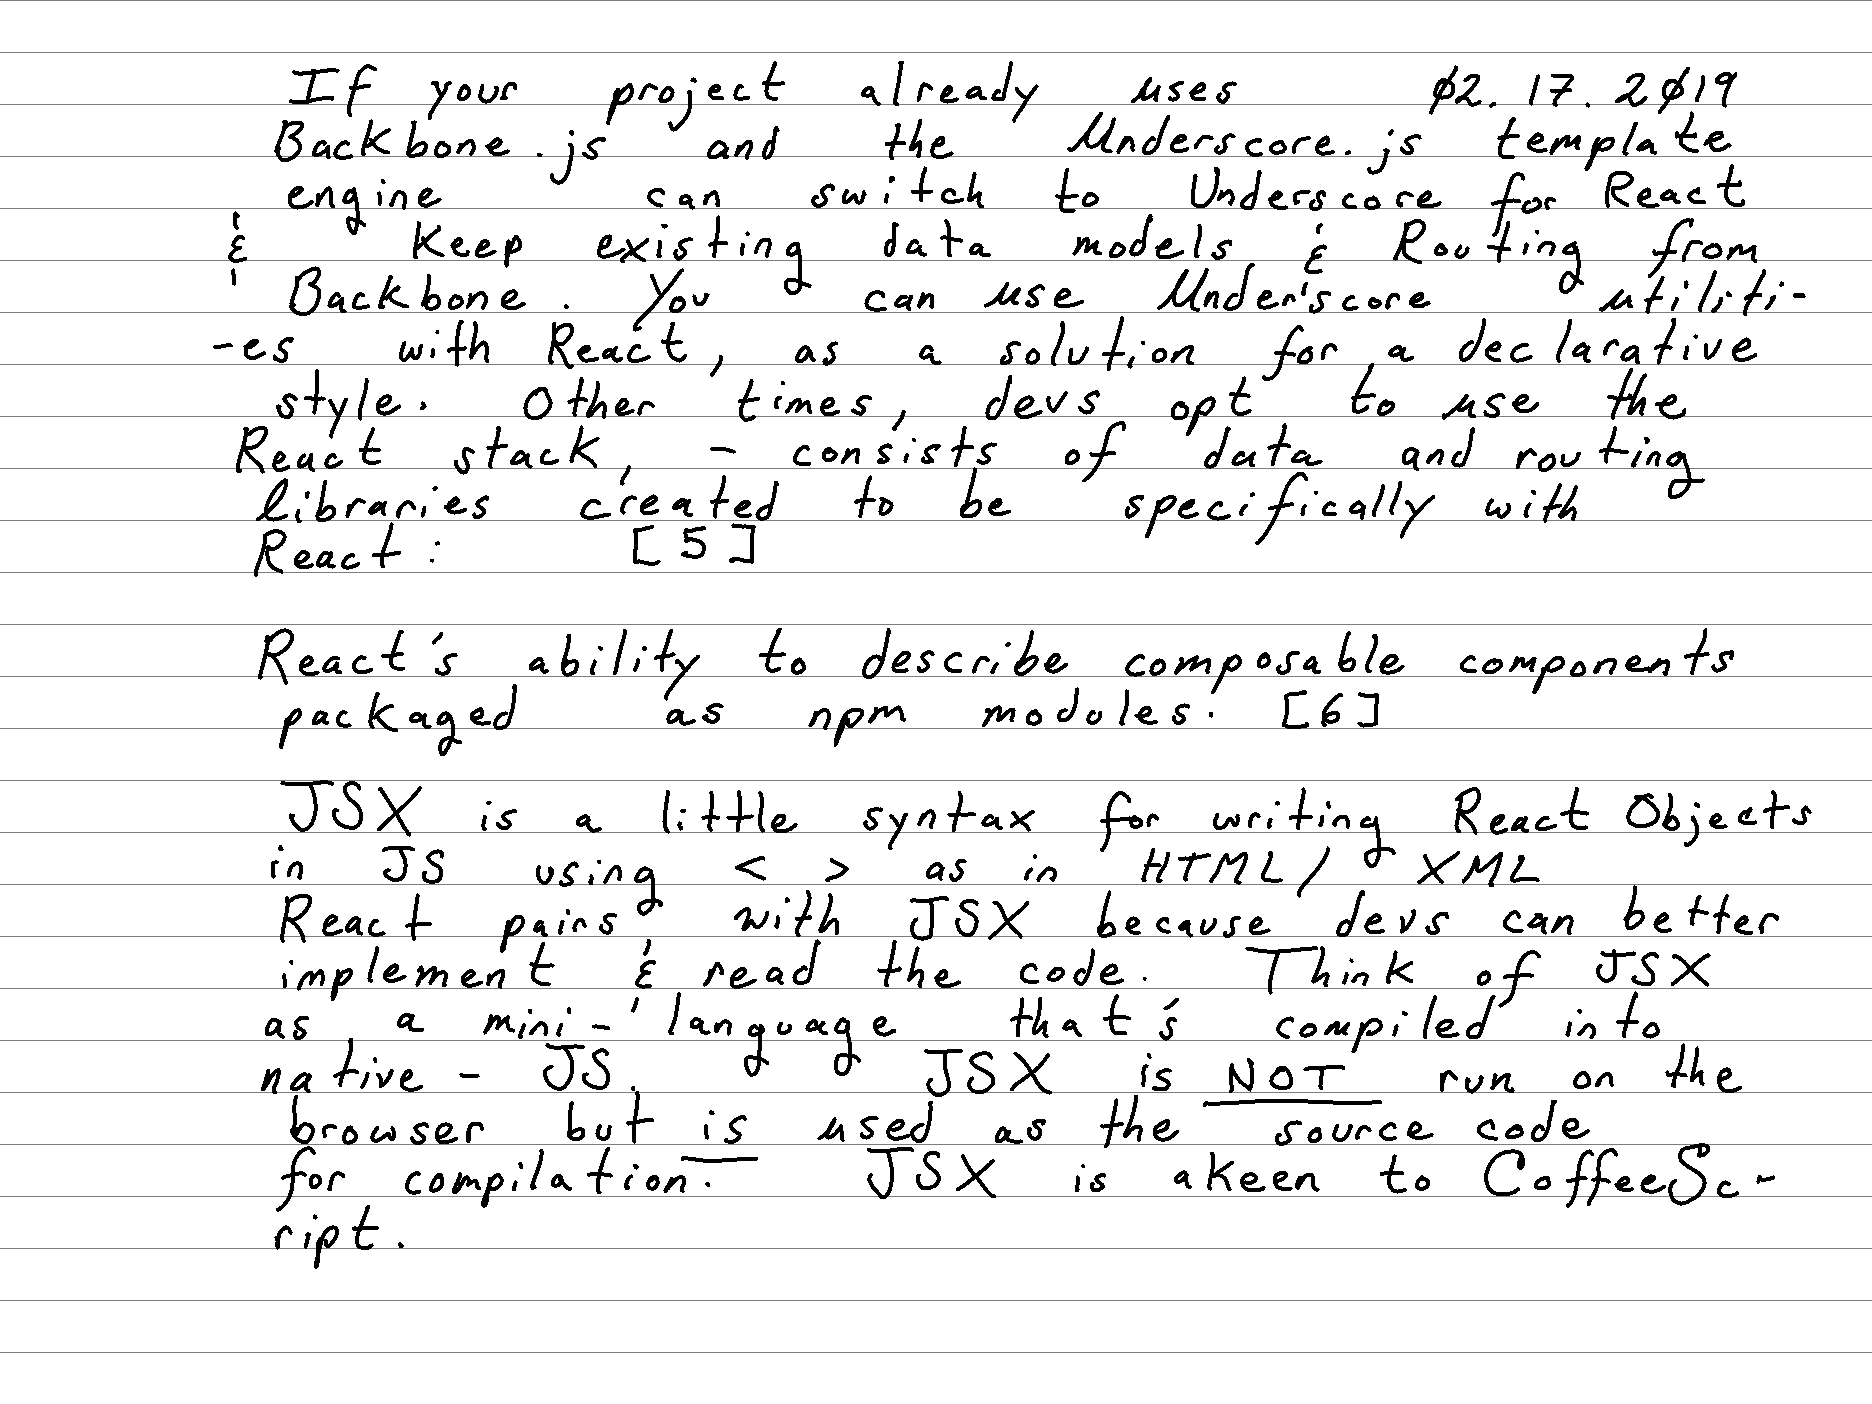 If your project already uses 02.17.2019
Backbone.js and the Underscore.js template
engine can switch to Underscore for React
& Keep existing data models & Routing from
Backbone. You can use Under'score utiliti-
-es with React, as a solution for a declarative
style. Other times, devs opt to use the
React stack, - consists of data and routing
libraries created to be specifically with
React: [5]
React's ability to describe composable components
packaged as npm modules. [6]
JSX is a little syntax for writing React Objects
in JS using < > as in HTML/ XML
React pairs with JSX because devs can better
implement & read the code. Think of JSX
as a mini-language that's compiled into
native - JS. JSX is NOT run on the
browser but is used as the source code
for compilation. JSX is akeen to CoffeeSc-
ript.